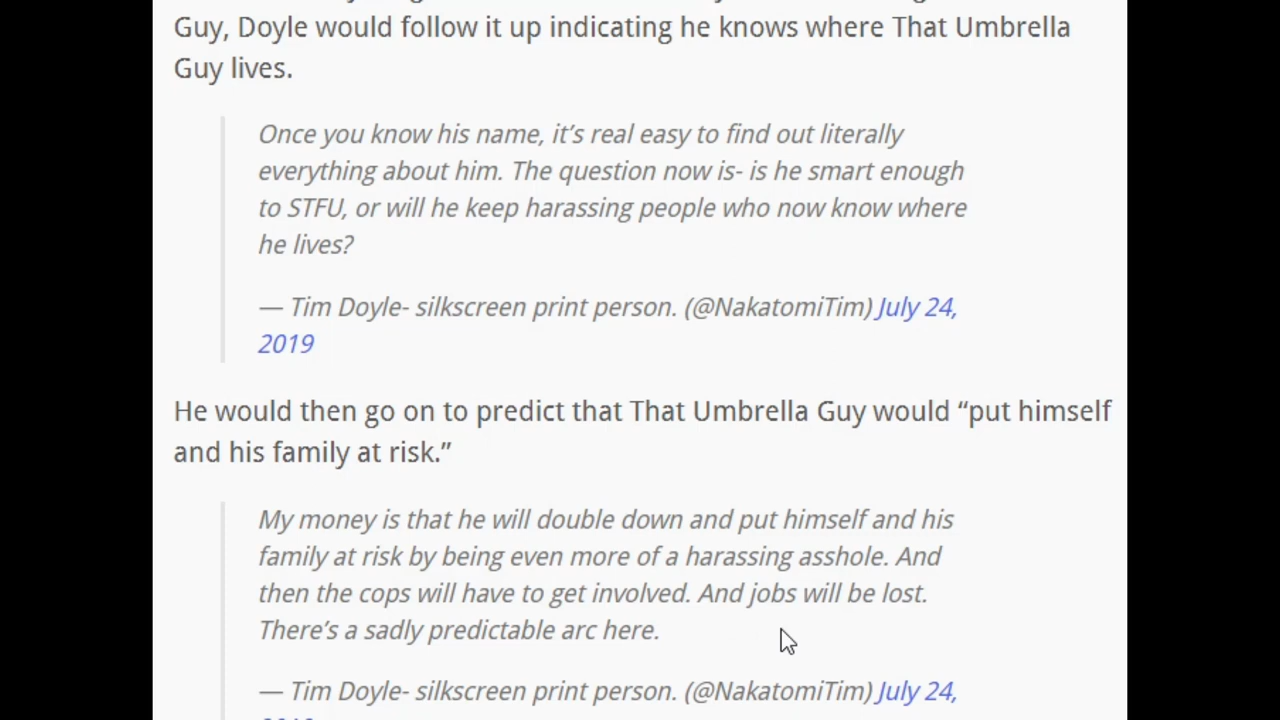 Guy, Doyle would follow it up indicating he knows where That Umbrella
Guy lives.
Once you know his name, it’s real easy to find out literally
everything about him. The question now is- is he smart enough
to STFU, or will he keep harassing people who now know where
he lives?
— Tim Doyle- silkscreen print person. (@NakatomiTim) July 24,
2019
He would then go on to predict that That Umbrella Guy would “put himself
and his family at risk.”
My money is that he will double down and put himself and his
family at risk by being even more of a harassing asshole. And
then the cops will have to get involved. And jobs will be lost.
There’s a sadly predictable arc here.
— Tim Doyle- silkscreen print person. (@NakatomiTim) July 24,